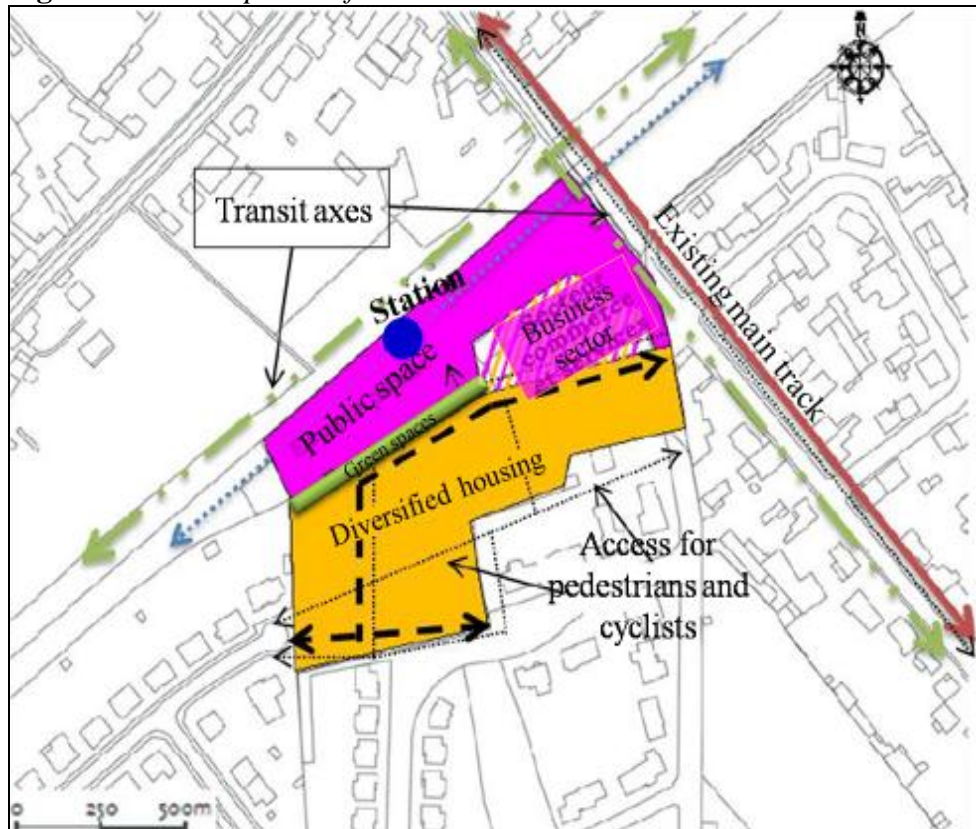 N
Transit axes
Station
Existing main track
Business
sector
commerce
Public space
Green spaces
Diversified housing
Access for
pedestrians and
cyclists
0 250 500m